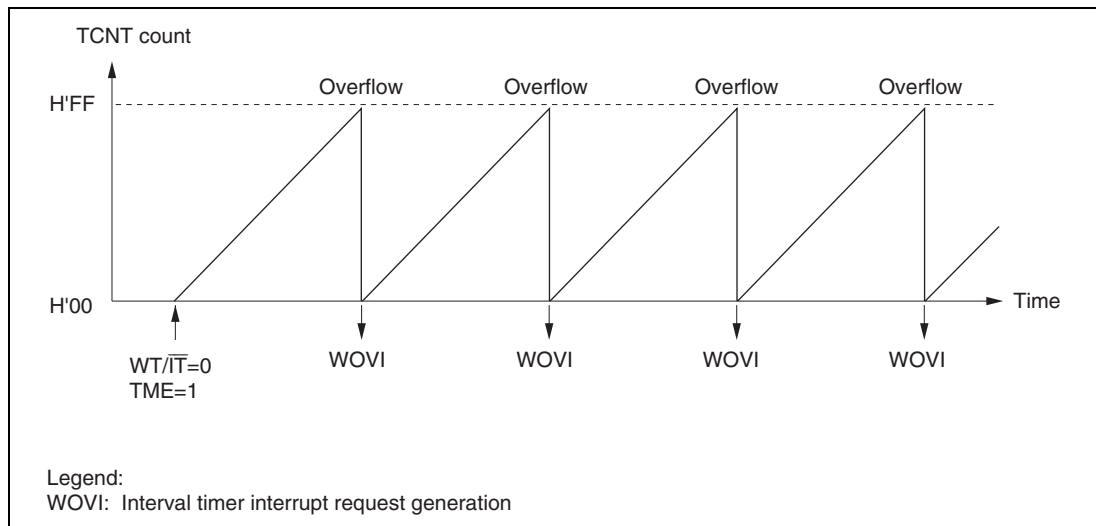 TCNT count
Overflow Overflow Overflow Overflow
H'FF
H'00
Time
WT/I̅T̅=0
TME=1
WOVI WOVI WOVI WOVI
Legend:
WOVI: Interval timer interrupt request generation